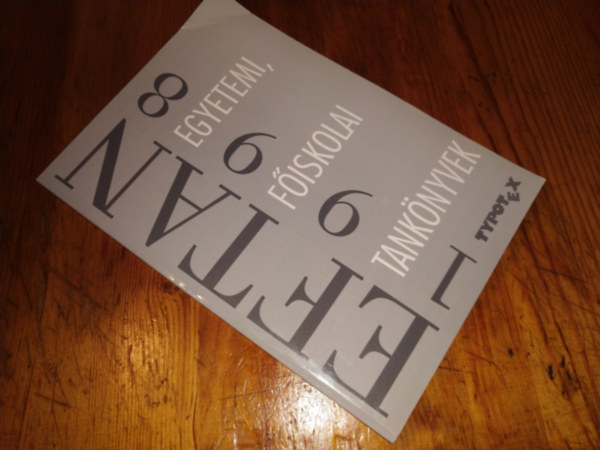 EFTAN
1998
EGYETEMI,
FŐISKOLAI
TANKÖNYVEK
TYPOTEX